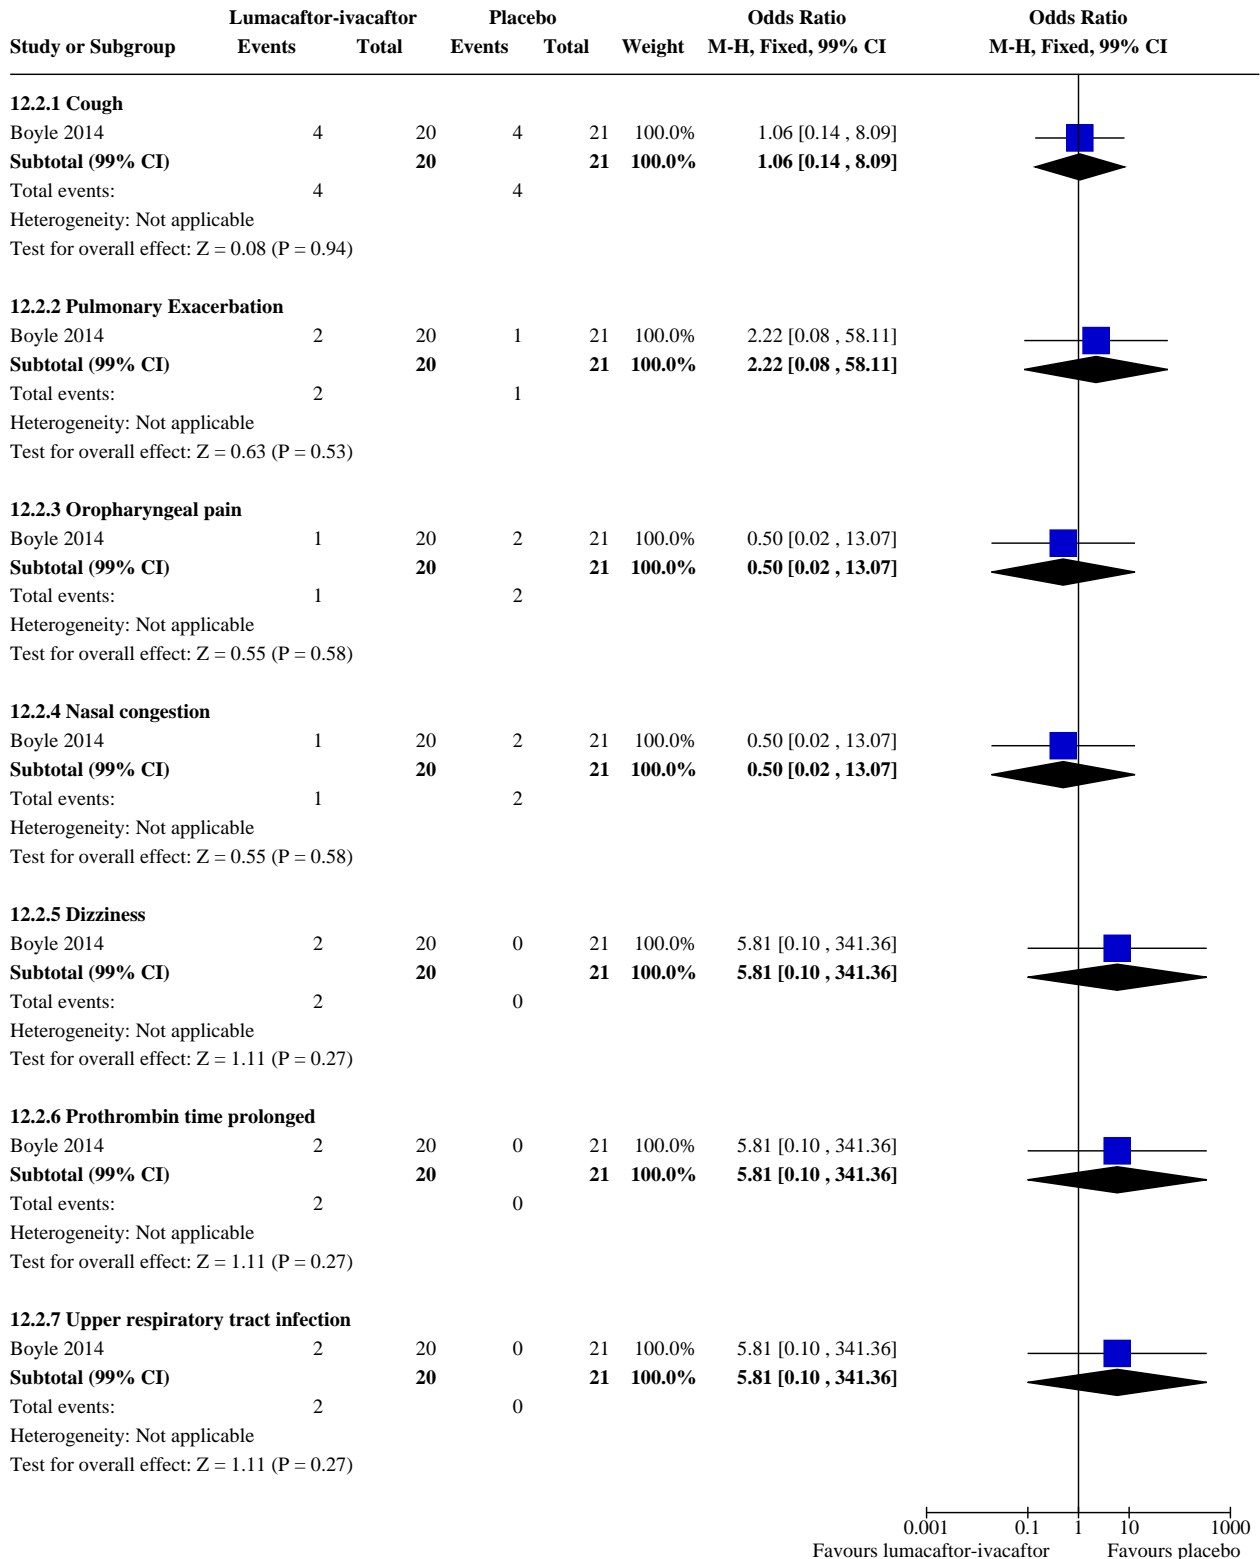 Lumacaftor-ivacaftor Placebo Odds Ratio Odds Ratio
Study or Subgroup Events Total Events Total Weight M-H, Fixed, 99% CI M-H, Fixed, 99% CI
12.2.1 Cough
Boyle 2014 4 20 4 21 100.0% 1.06 [0.14 , 8.09]
Subtotal (99% CI) 20 21 100.0% 1.06 [0.14 , 8.09]
Total events: 4 4
Heterogeneity: Not applicable
Test for overall effect: Z = 0.08 (P = 0.94)
12.2.2 Pulmonary Exacerbation
Boyle 2014 2 20 1 21 100.0% 2.22 [0.08 , 58.11]
Subtotal (99% CI) 20 21 100.0% 2.22 [0.08 , 58.11]
Total events: 2 1
Heterogeneity: Not applicable
Test for overall effect: Z = 0.63 (P = 0.53)
12.2.3 Oropharyngeal pain
Boyle 2014 1 20 2 21 100.0% 0.50 [0.02 , 13.07]
Subtotal (99% CI) 20 21 100.0% 0.50 [0.02 , 13.07]
Total events: 1 2
Heterogeneity: Not applicable
Test for overall effect: Z = 0.55 (P = 0.58)
12.2.4 Nasal congestion
Boyle 2014 1 20 2 21 100.0% 0.50 [0.02 , 13.07]
Subtotal (99% CI) 20 21 100.0% 0.50 [0.02 , 13.07]
Total events: 1 2
Heterogeneity: Not applicable
Test for overall effect: Z = 0.55 (P = 0.58)
12.2.5 Dizziness
Boyle 2014 2 20 0 21 100.0% 5.81 [0.10 , 341.36]
Subtotal (99% CI) 20 21 100.0% 5.81 [0.10 , 341.36]
Total events: 2 0
Heterogeneity: Not applicable
Test for overall effect: Z = 1.11 (P = 0.27)
12.2.6 Prothrombin time prolonged
Boyle 2014 2 20 0 21 100.0% 5.81 [0.10 , 341.36]
Subtotal (99% CI) 20 21 100.0% 5.81 [0.10 , 341.36]
Total events: 2 0
Heterogeneity: Not applicable
Test for overall effect: Z = 1.11 (P = 0.27)
12.2.7 Upper respiratory tract infection
Boyle 2014 2 20 0 21 100.0% 5.81 [0.10 , 341.36]
Subtotal (99% CI) 20 21 100.0% 5.81 [0.10 , 341.36]
Total events: 2 0
Heterogeneity: Not applicable
Test for overall effect: Z = 1.11 (P = 0.27)
0.001 0.1 1 10 1000
Favours lumacaftor-ivacaftor Favours placebo